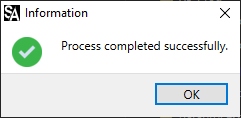 SA Information
Process completed successfully.
OK